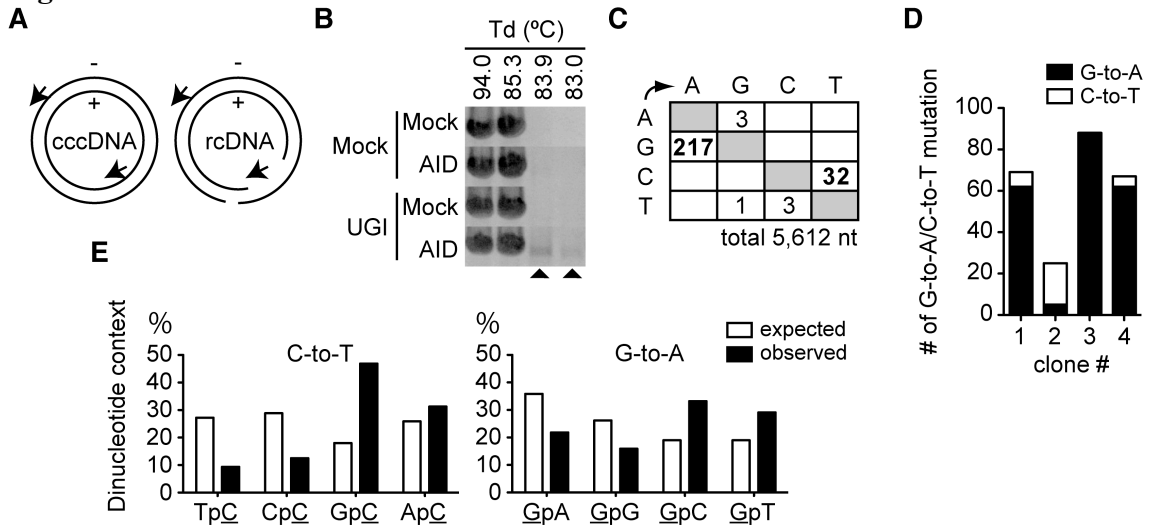 A
-
+
cccDNA
-
+
rcDNA
B
Td (ºC)
94.0
85.3
83.9
83.0
Mock
Mock
AID
UGI
Mock
AID
C
A G C T
A 3
G 217
C 32
T 1 3
total 5,612 nt
D
G-to-A
C-to-T
# of G-to-A/C-to-T mutation
100
80
60
40
20
0
1 2 3 4
clone #
E
Dinucleotide context
%
C-to-T
50
40
30
20
10
0
TpC CpC GpC ApC
%
G-to-A
expected
observed
50
40
30
20
10
0
GpA GpG GpC GpT